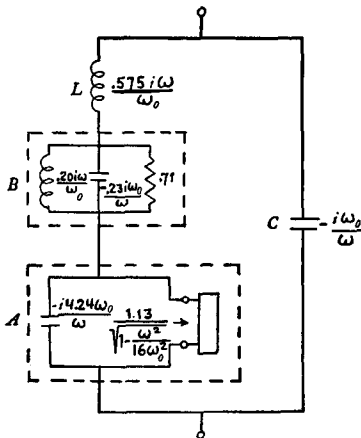 L
.575 iω
ω₀
B
.20iω
ω₀
-.23iω₀
ω
.71
C
-iω₀
ω
A
-i4.24ω₀
ω
1.13
√1-ω²
16ω₀²